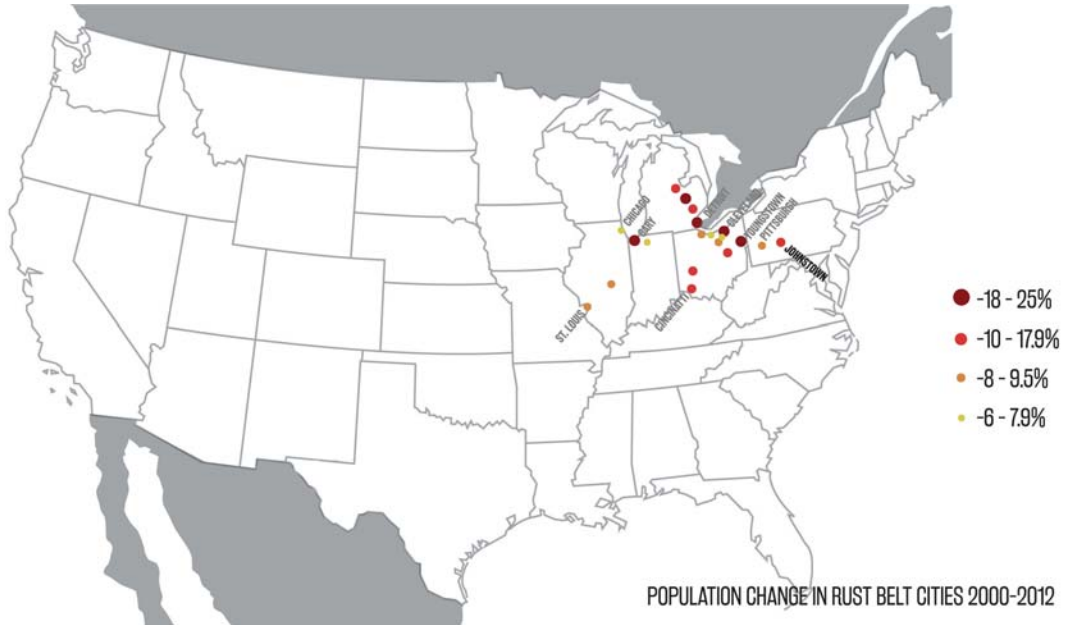 CHICAGO
GARY
DETROIT
CLEVELAND
YOUNGSTOWN
PITTSBURGH
JOHNSTOWN
CINCINATTI
ST. LOUIS
-18 - 25%
-10 - 17.9%
-8 - 9.5%
-6 - 7.9%
POPULATION CHANGE IN RUST BELT CITIES 2000-2012